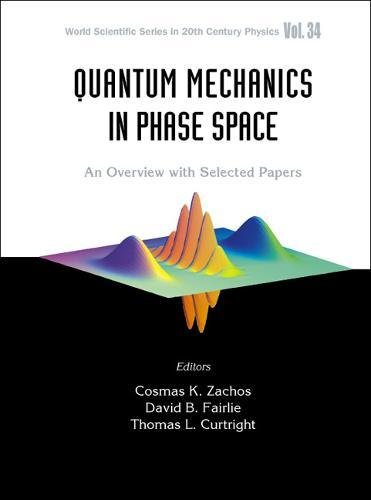 World Scientific Series in 20th Century Physics Vol. 34
QUANTUM MECHANICS
IN PHASE SPACE
An Overview with Selected Papers
Editors
Cosmas K. Zachos
David B. Fairlie
Thomas L. Curtright